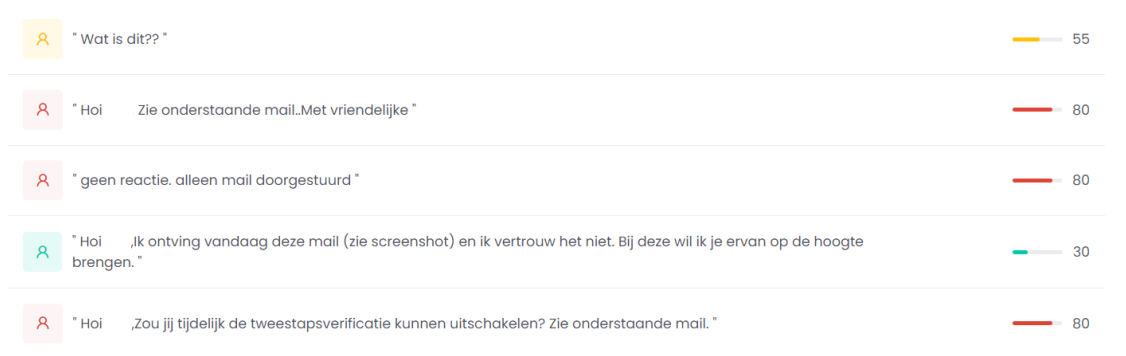 " Wat is dit?? " 55
" Hoi Zie onderstaande mail..Met vriendelijke " 80
" geen reactie. alleen mail doorgestuurd " 80
" Hoi ,Ik ontving vandaag deze mail (zie screenshot) en ik vertrouw het niet. Bij deze wil ik je ervan op de hoogte
brengen. " 30
" Hoi ,Zou jij tijdelijk de tweestapsverificatie kunnen uitschakelen? Zie onderstaande mail. " 80